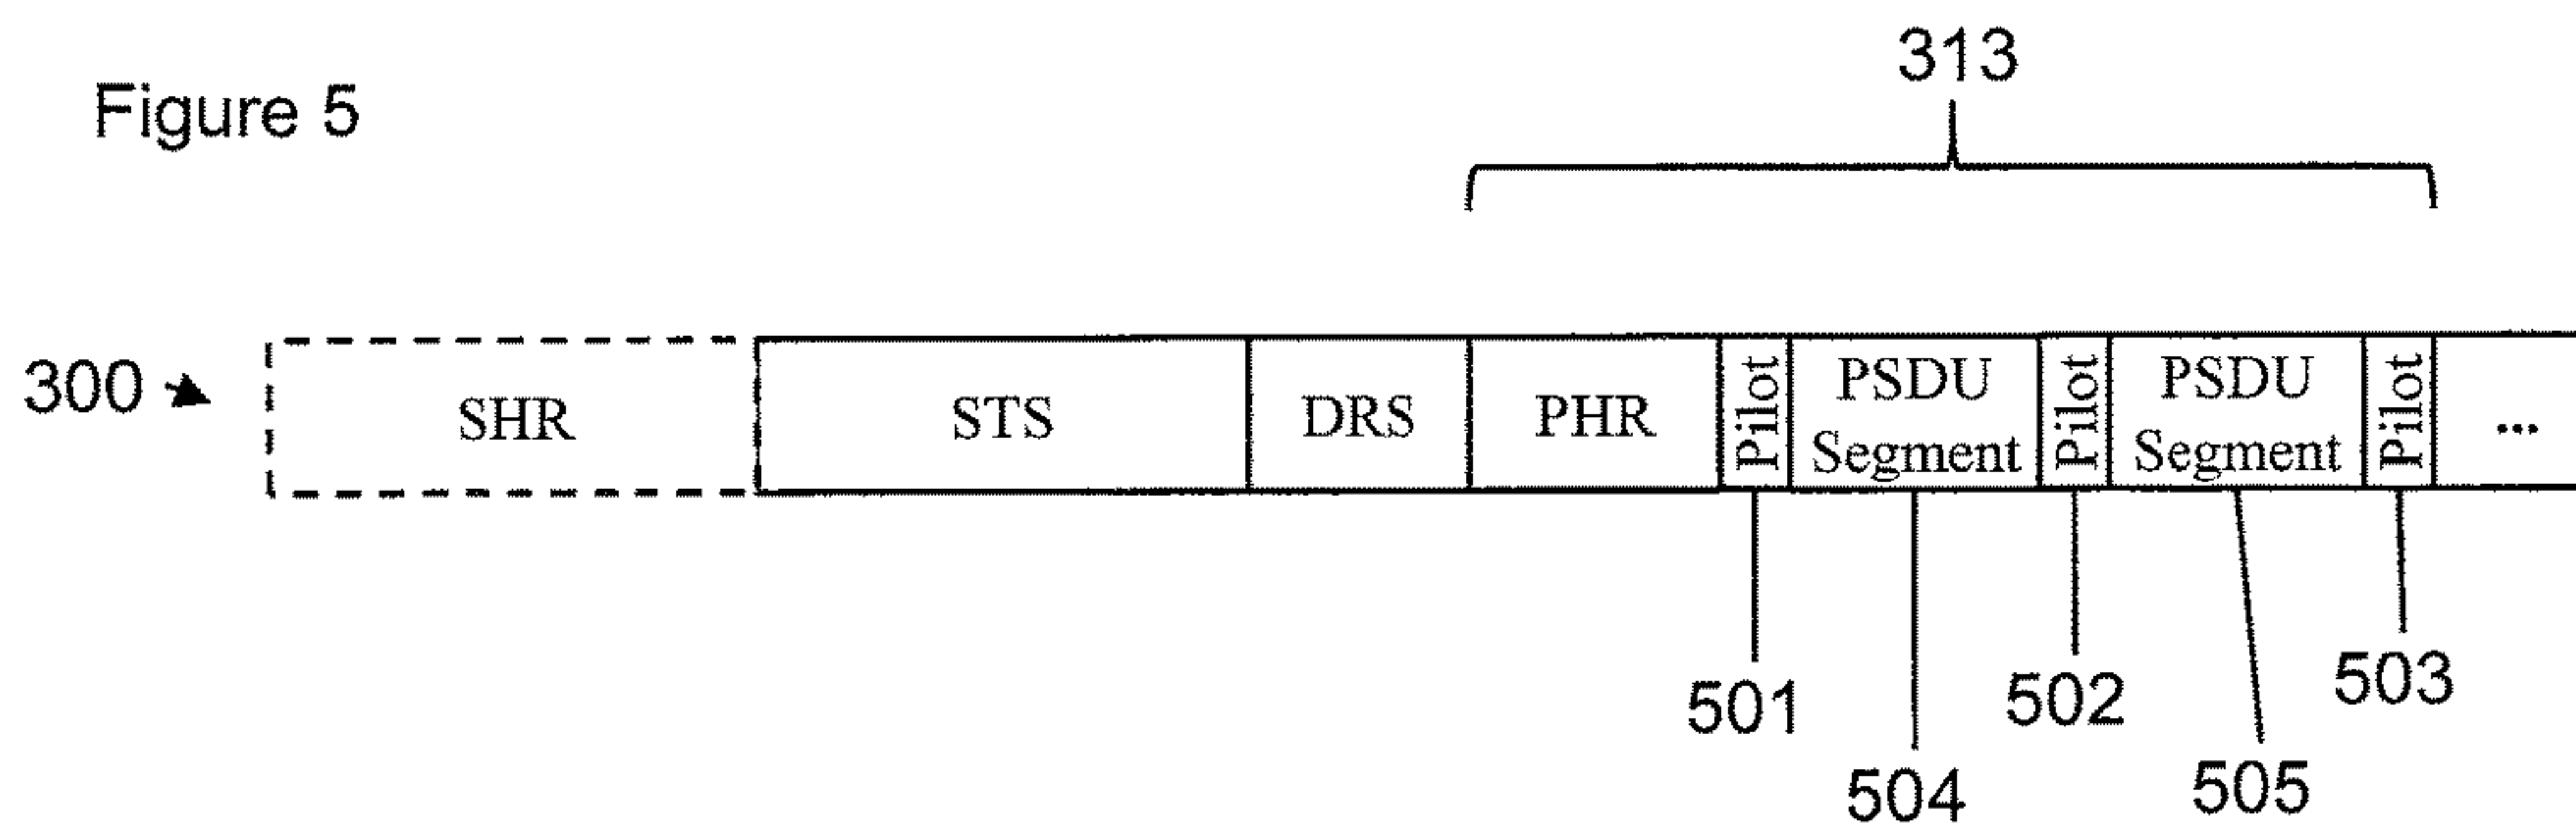 Figure 5
313
300
SHR
STS
DRS
PHR
Pilot
PSDU
Segment
Pilot
PSDU
Segment
Pilot
...
501
504
502
505
503